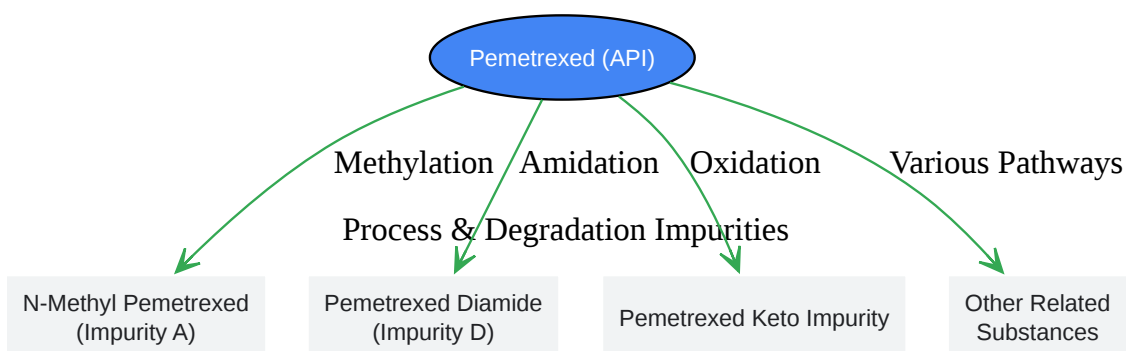 Pemetrexed (API)
Methylation
Amidation
Oxidation
Various Pathways
Process & Degradation Impurities
N-Methyl Pemetrexed
(Impurity A)
Pemetrexed Diamide
(Impurity D)
Pemetrexed Keto Impurity
Other Related
Substances